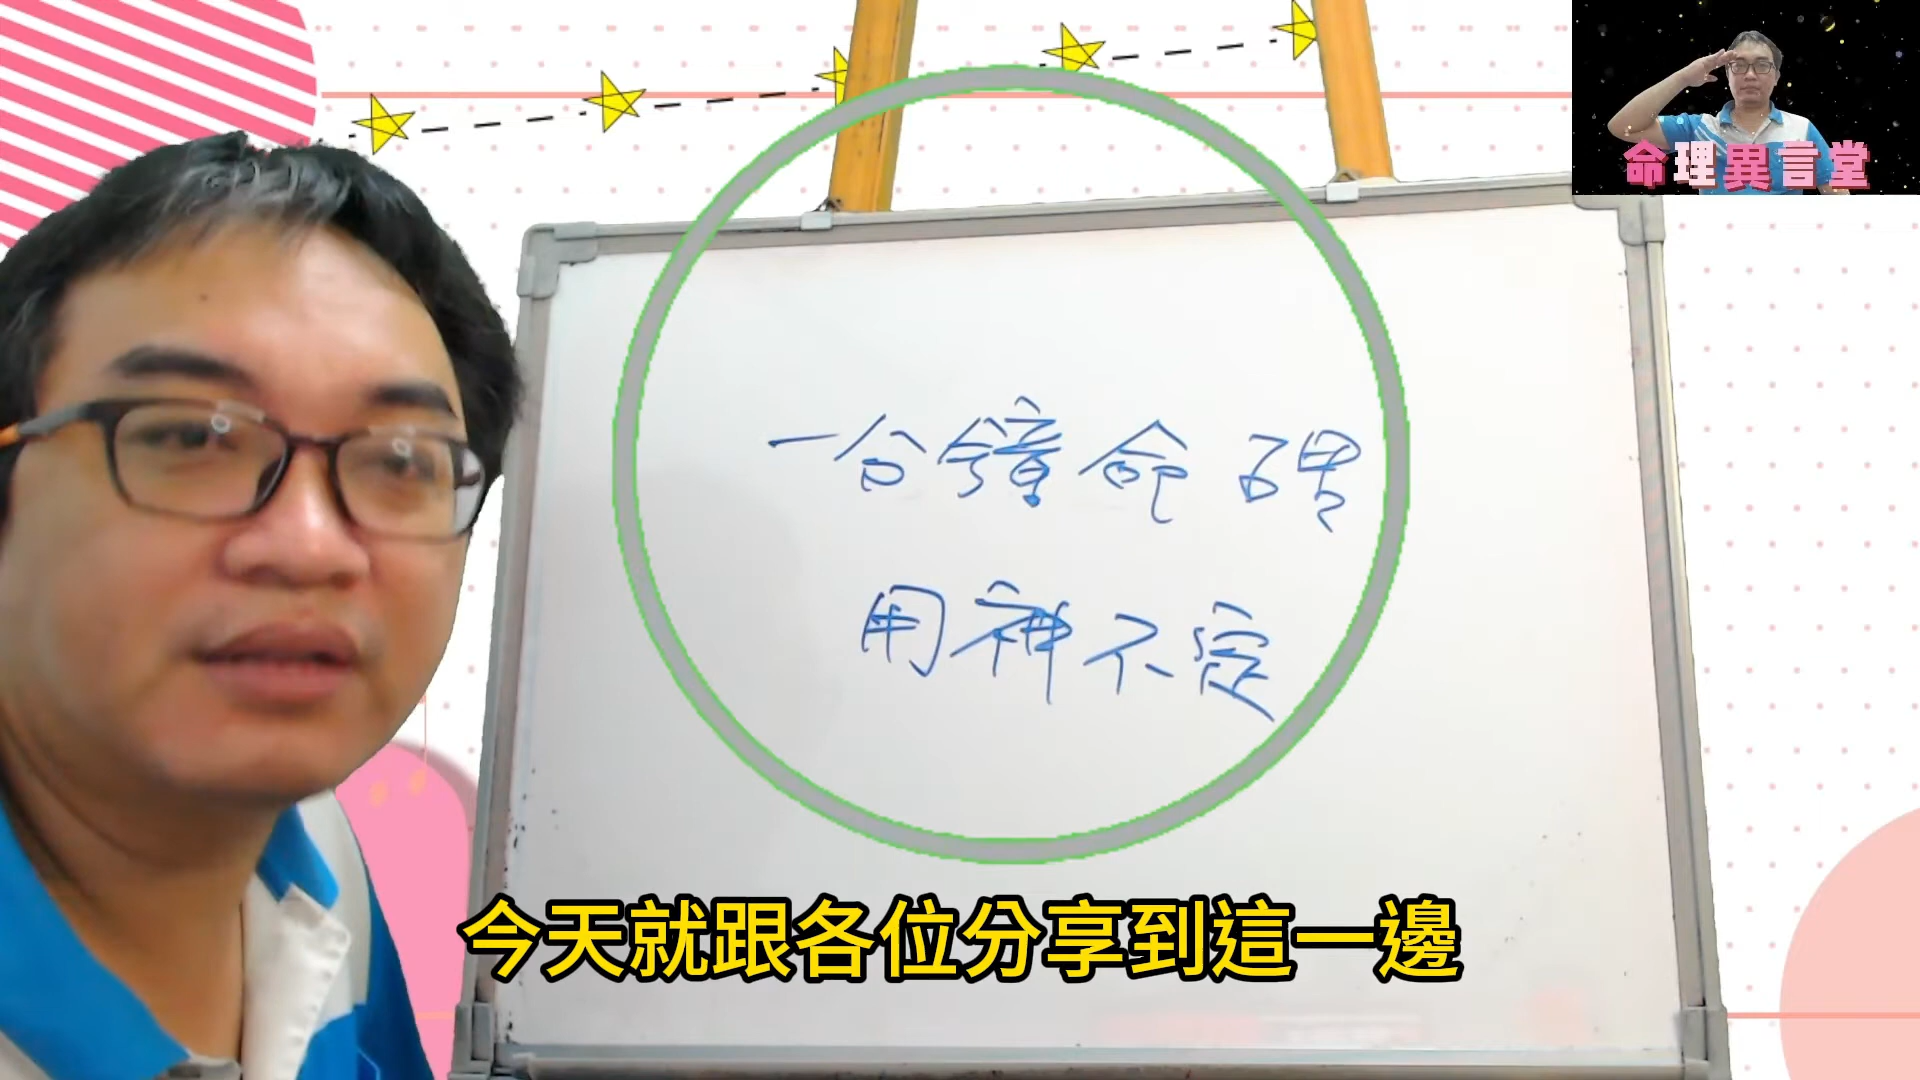 命理異言堂
一分鐘命碼
用神不定
今天就跟各位分享到這一邊